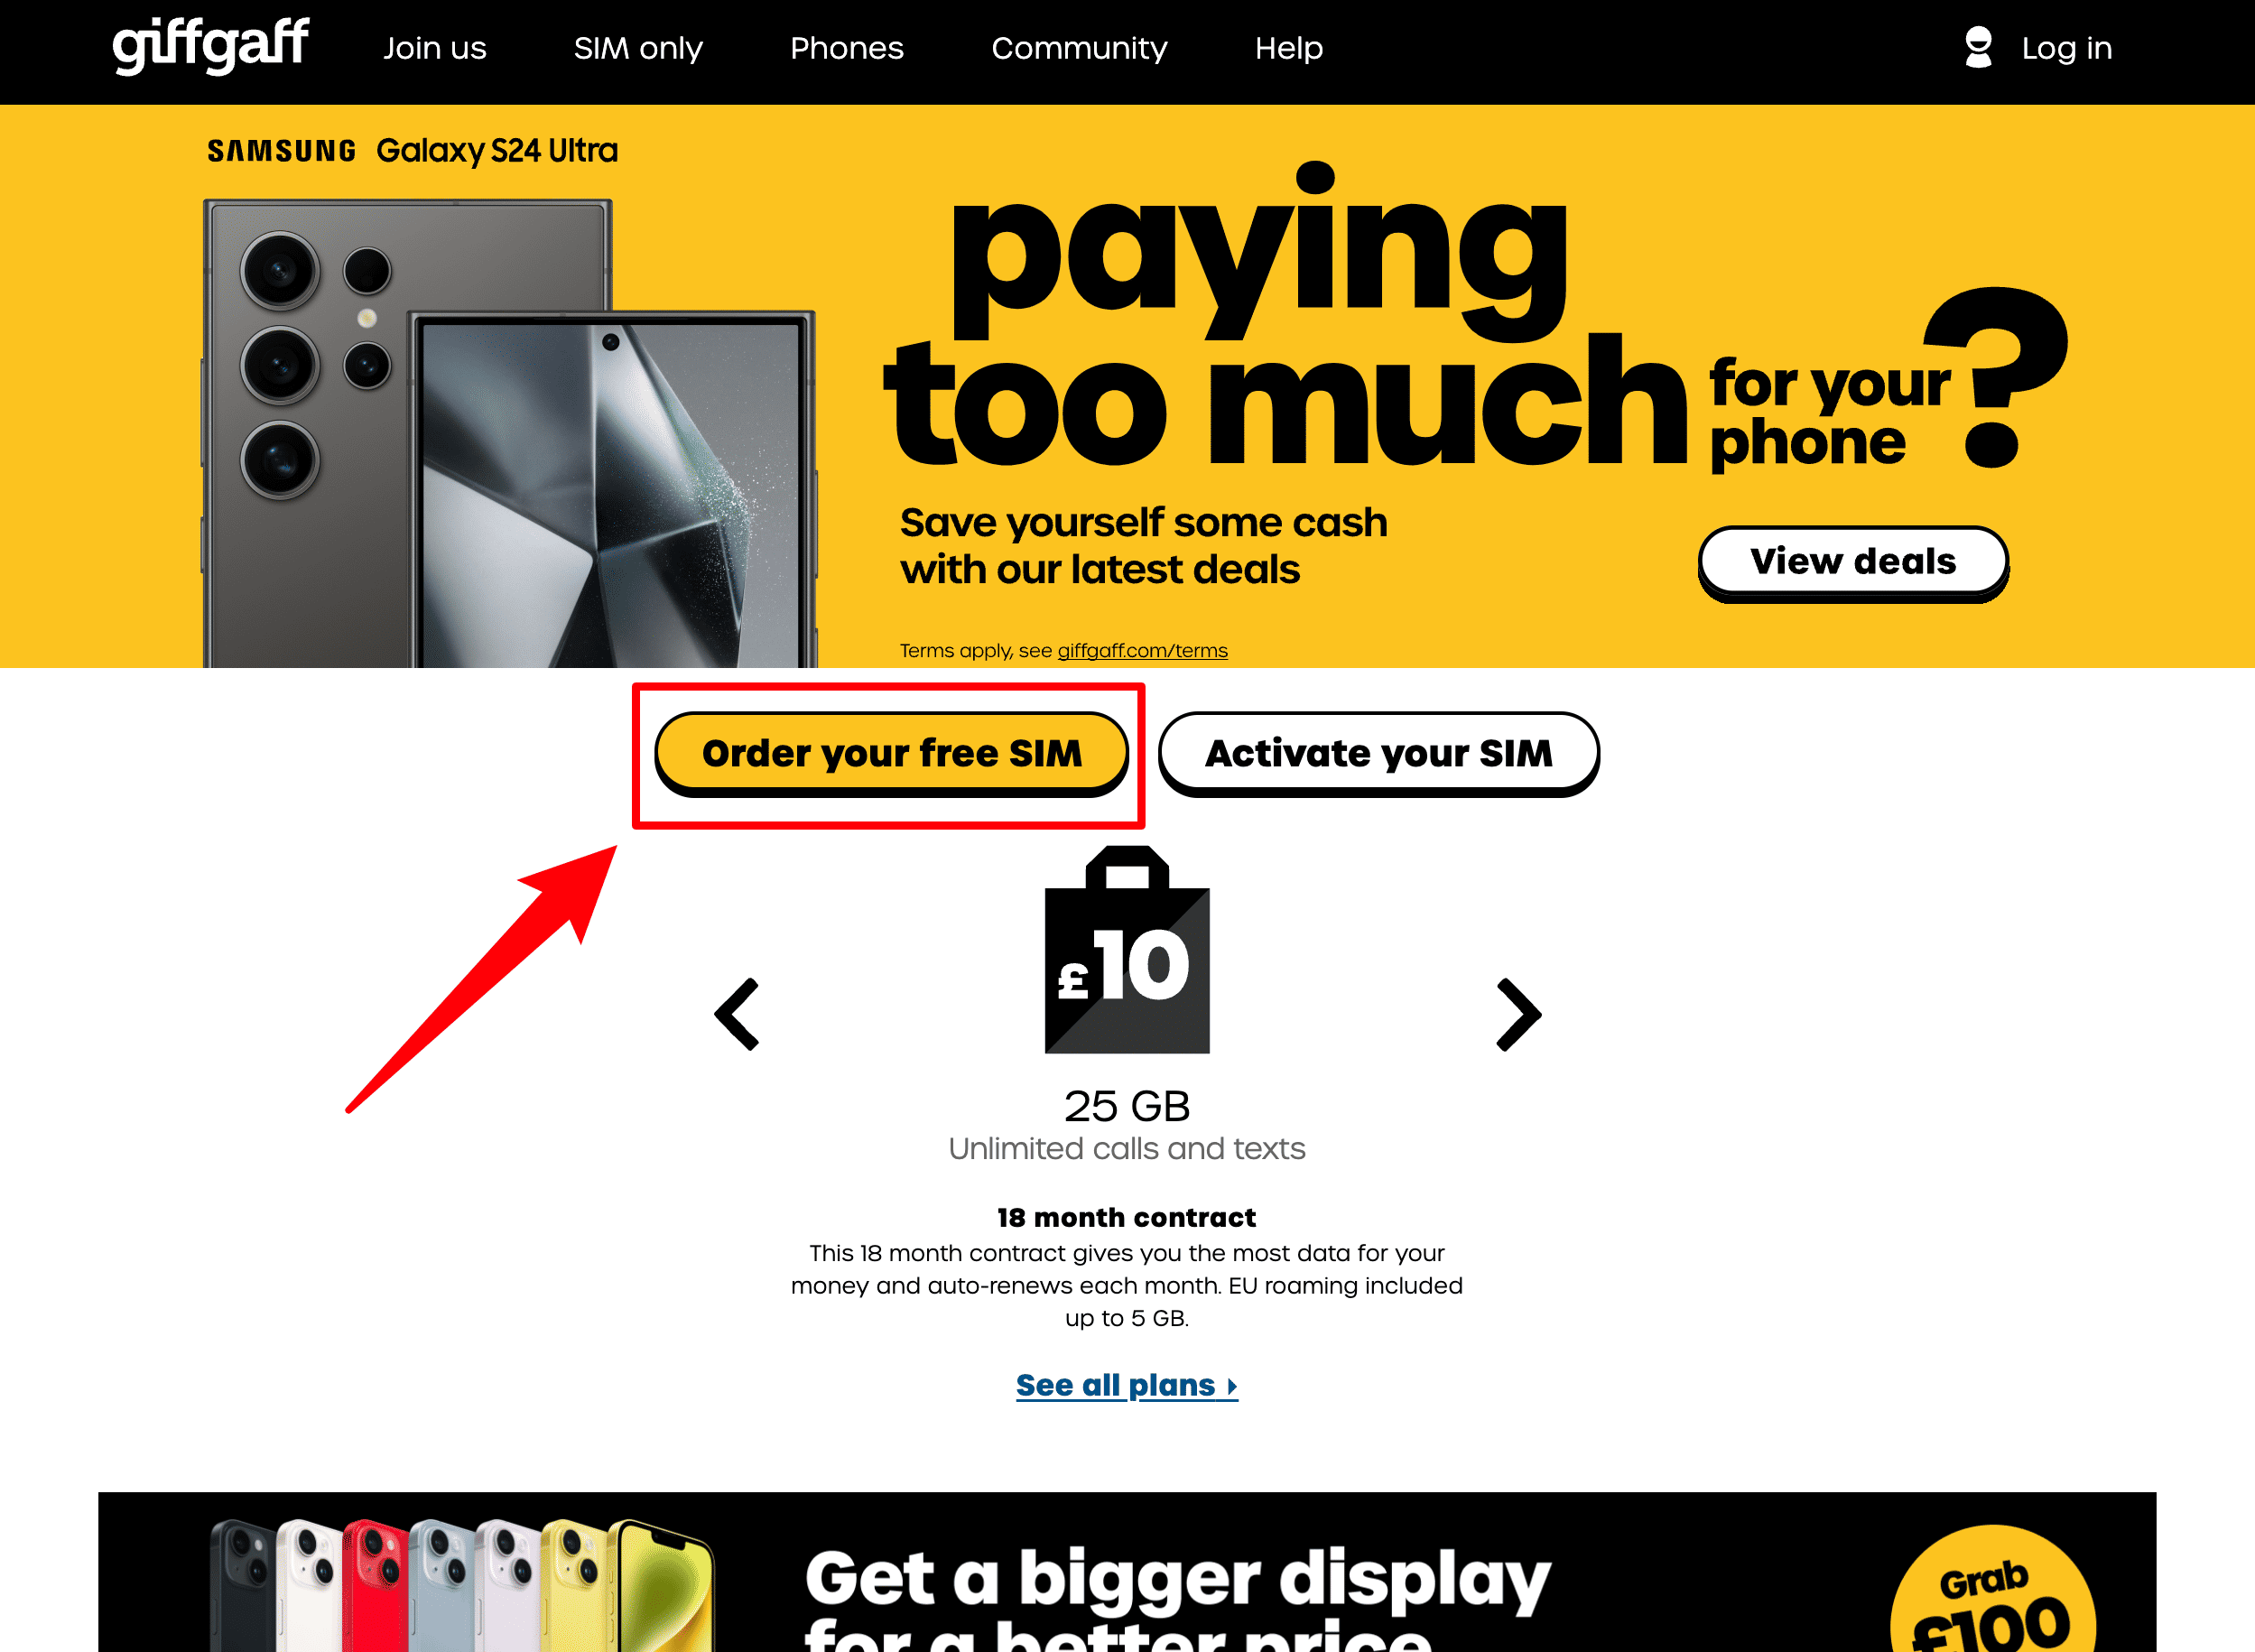 giffgaff
Join us
SIM only
Phones
Community
Help
Log in
SAMSUNG Galaxy S24 Ultra
paying
too much for your phone?
Save yourself some cash
with our latest deals
View deals
Terms apply, see giffgaff.com/terms
Order your free SIM
Activate your SIM
£10
25 GB
Unlimited calls and texts
18 month contract
This 18 month contract gives you the most data for your
money and auto-renews each month. EU roaming included
up to 5 GB.
See all plans
Get a bigger display
for a better price
Grab
£100